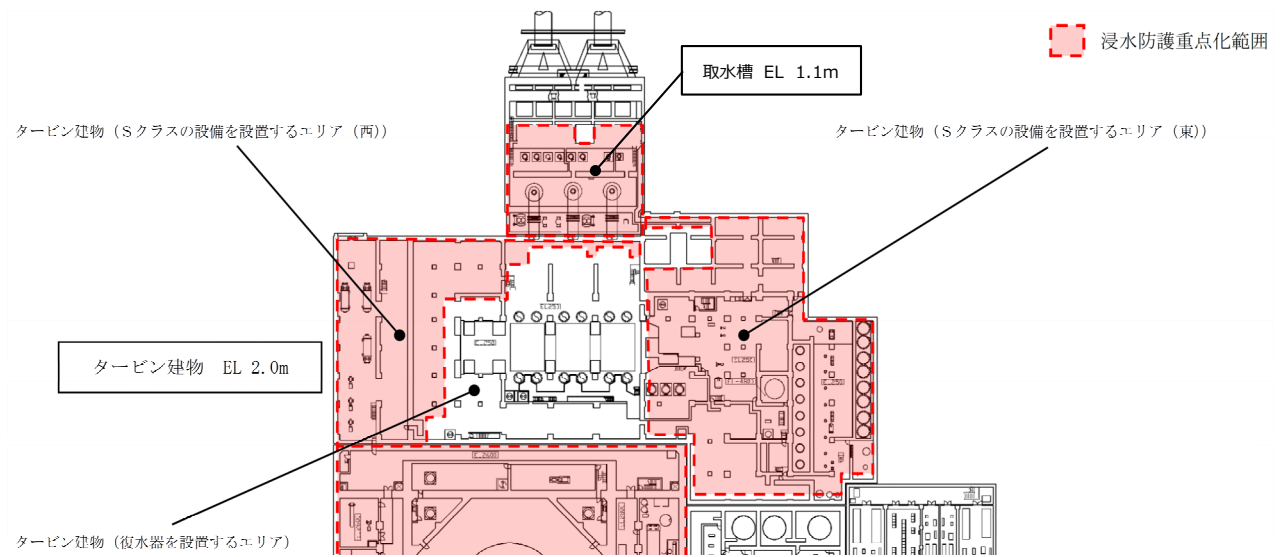 浸水防護重点化範囲
取水槽 EL 1.1m
タービン建物（Sクラスの設備を設置するエリア（西））
タービン建物（Sクラスの設備を設置するエリア（東））
タービン建物 EL 2.0m
タービン建物（復水器を設置するエリア）